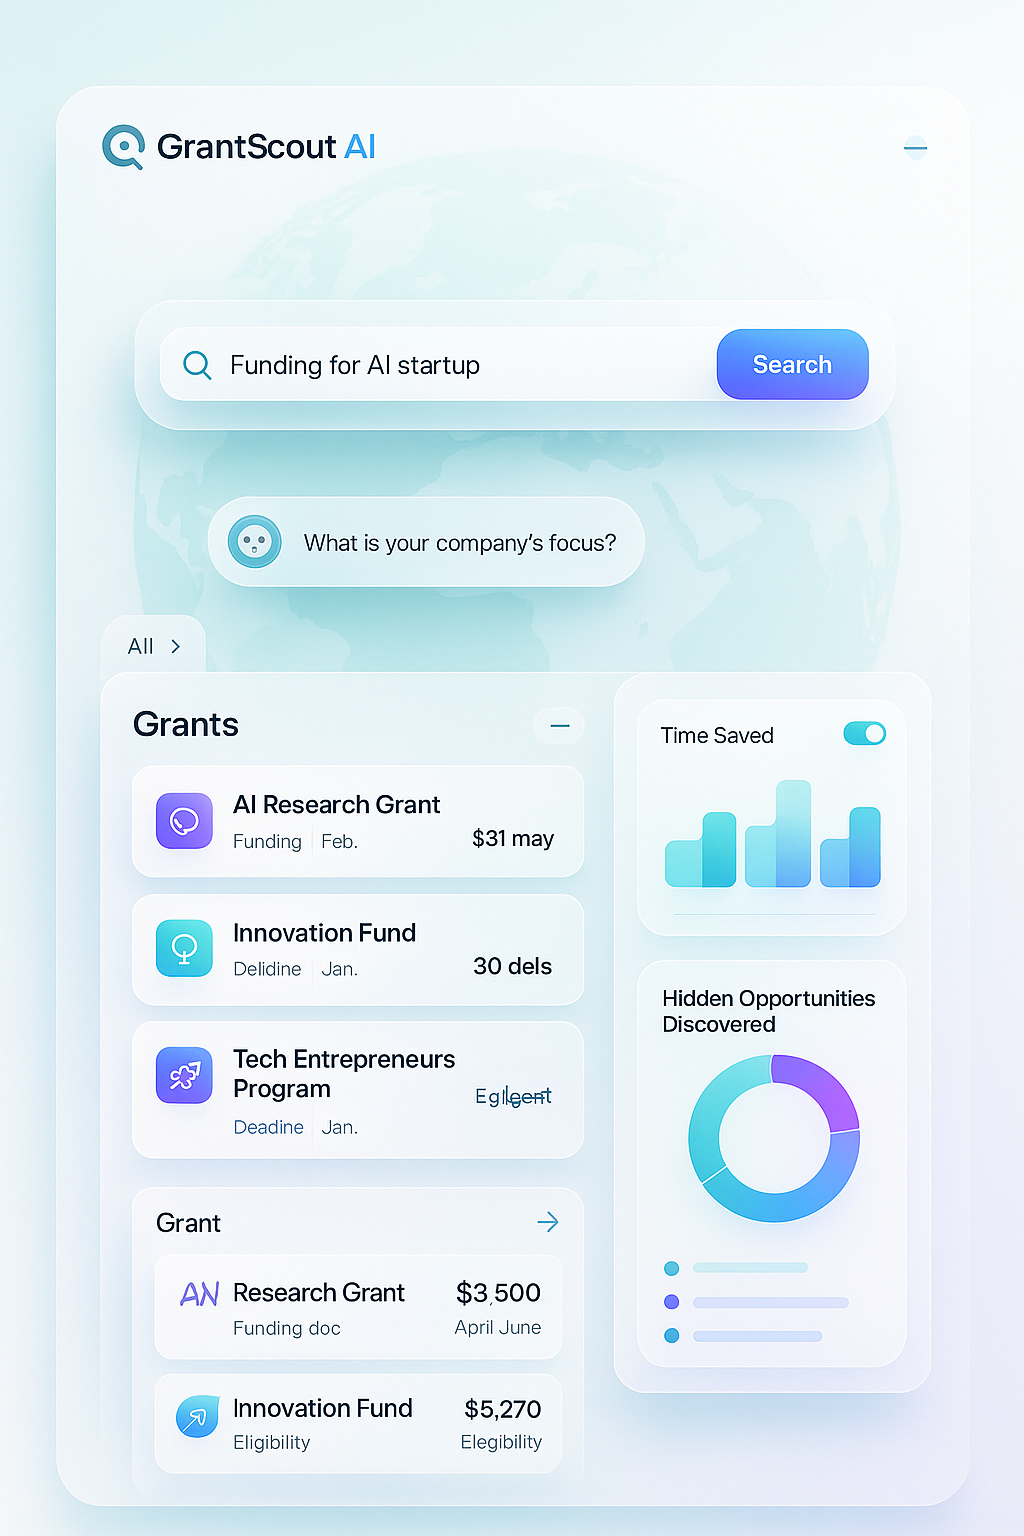 GrantScout AI
Funding for AI startup
Search
What is your company's focus?
All
Grants
AI Research Grant
Funding Feb.
$31 may
Innovation Fund
Delidine Jan.
30 dels
Tech Entrepreneurs
Program
Deadine Jan.
Grant
AN Research Grant
$3,500
Funding doc
April June
Innovation Fund
$5,270
Eligibility
Elegibility
Time Saved
Hidden Opportunities
Discovered